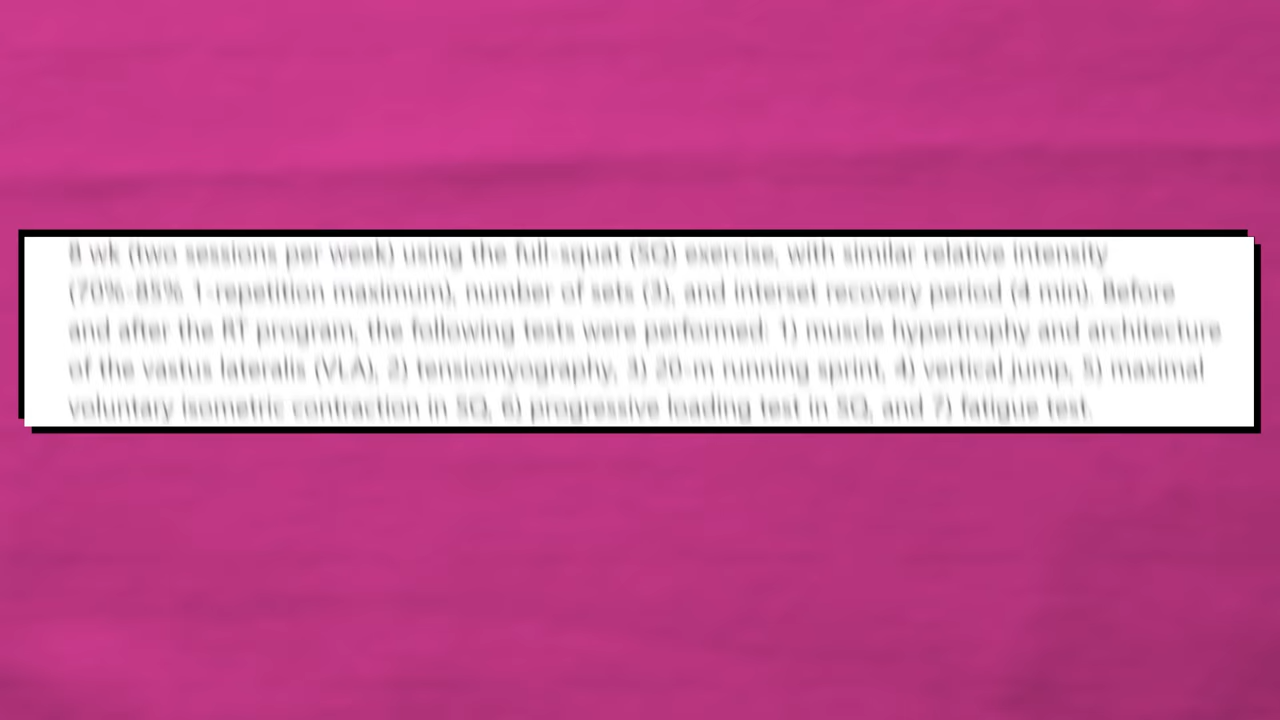 8 wk (two sessions per week) using the full-squat (SQ) exercise, with similar relative intensity
(70%-85% 1-repetition maximum), number of sets (3), and interset recovery period (4 min). Before
and after the RT program, the following tests were performed: 1) muscle hypertrophy and architecture
of the vastus lateralis (VLA), 2) tensiomyography, 3) 20-m running sprint, 4) vertical jump, 5) maximal
voluntary isometric contraction in SQ, 6) progressive loading test in SQ, and 7) fatigue test.